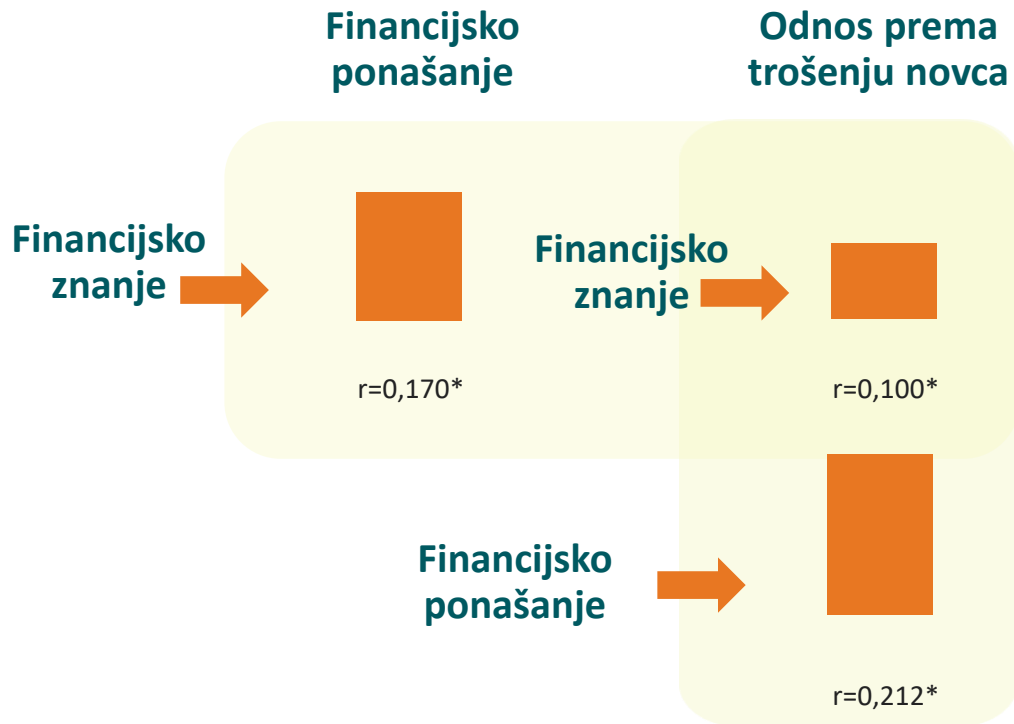 Financijsko
ponašanje
Odnos prema
trošenju novca
Financijsko
znanje
Financijsko
znanje
r=0,170*
r=0,100*
Financijsko
ponašanje
r=0,212*